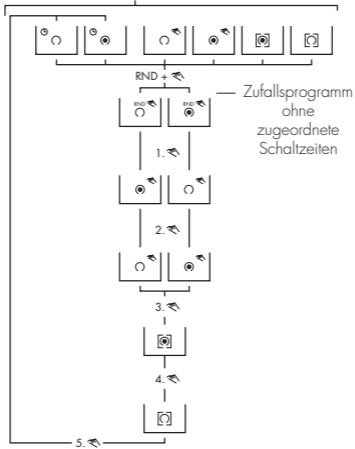 RND +
Zufallsprogramm
ohne
zugeordnete
Schaltzeiten
RND RND
1.
2.
3.
4.
5.